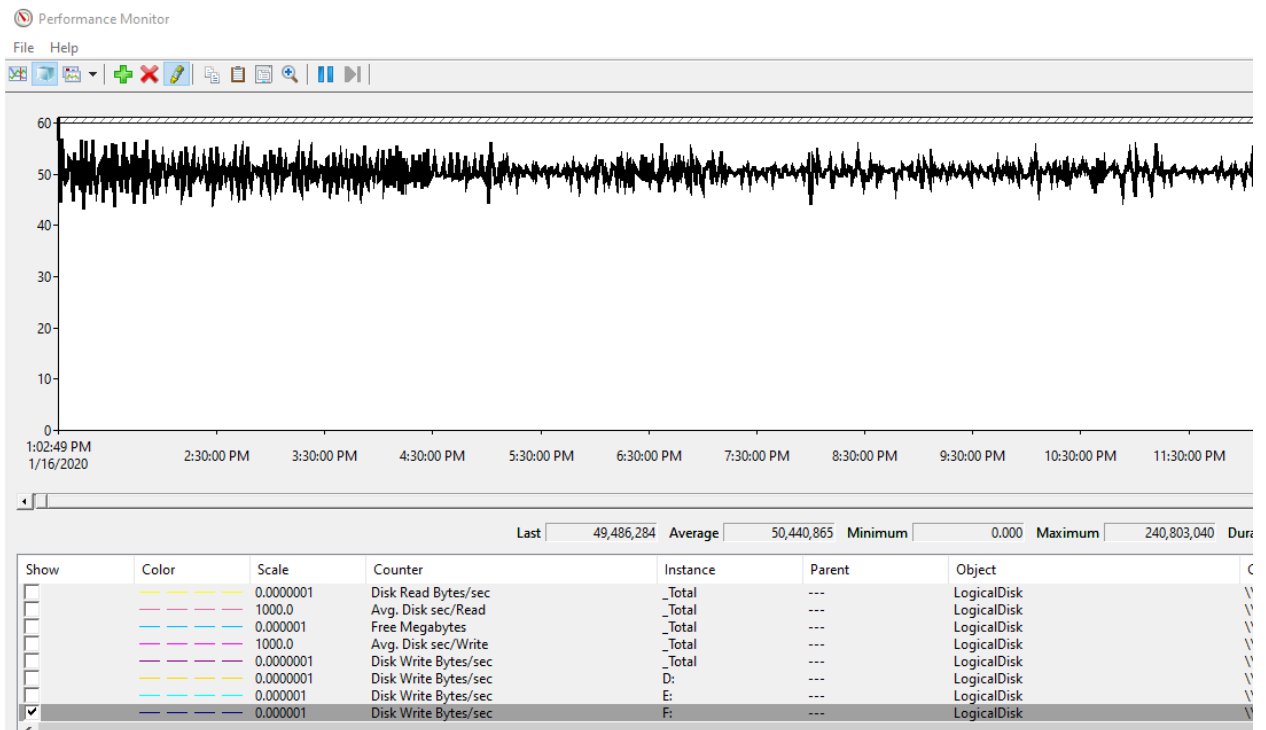 Performance Monitor
File Help
60
50
40
30
20
10
0
1:02:49 PM 2:30:00 PM 3:30:00 PM 4:30:00 PM 5:30:00 PM 6:30:00 PM 7:30:00 PM 8:30:00 PM 9:30:00 PM 10:30:00 PM 11:30:00 PM
1/16/2020
Last 49,486,284 Average 50,440,865 Minimum 0.000 Maximum 240,803,040 Dura
Show Color Scale Counter Instance Parent Object C
0.0000001 Disk Read Bytes/sec _Total --- LogicalDisk \\
1000.0 Avg. Disk sec/Read _Total --- LogicalDisk \\
0.000001 Free Megabytes _Total --- LogicalDisk \\
1000.0 Avg. Disk sec/Write _Total --- LogicalDisk \\
0.0000001 Disk Write Bytes/sec _Total --- LogicalDisk \\
0.0000001 Disk Write Bytes/sec D: --- LogicalDisk \\
0.000001 Disk Write Bytes/sec E: --- LogicalDisk \\
0.000001 Disk Write Bytes/sec F: --- LogicalDisk \\